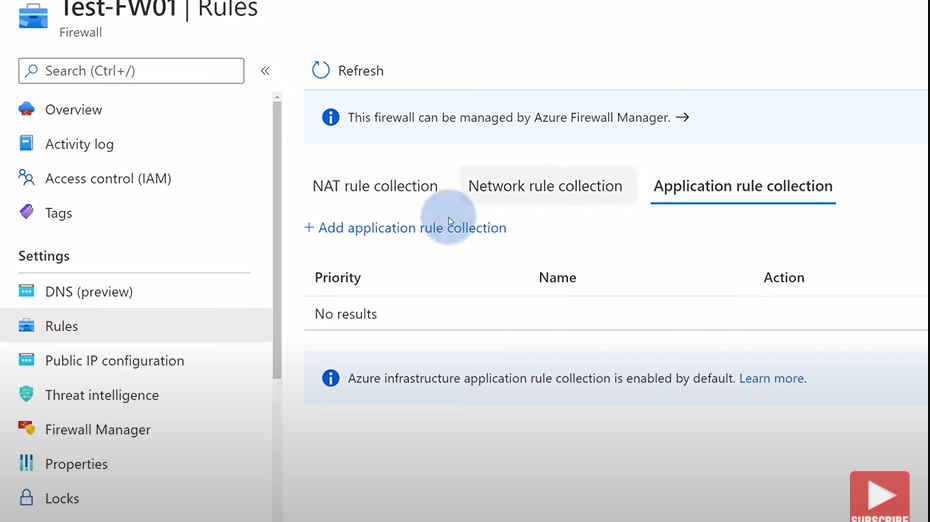 Test-FW01 | Rules
Firewall
Search (Ctrl+/)
«
Overview
Activity log
Access control (IAM)
Tags
Settings
DNS (preview)
Rules
Public IP configuration
Threat intelligence
Firewall Manager
Properties
Locks
Refresh
This firewall can be managed by Azure Firewall Manager. →
NAT rule collection Network rule collection Application rule collection
+ Add application rule collection
Priority Name Action
No results
Azure infrastructure application rule collection is enabled by default. Learn more.
SUBSCRIBE